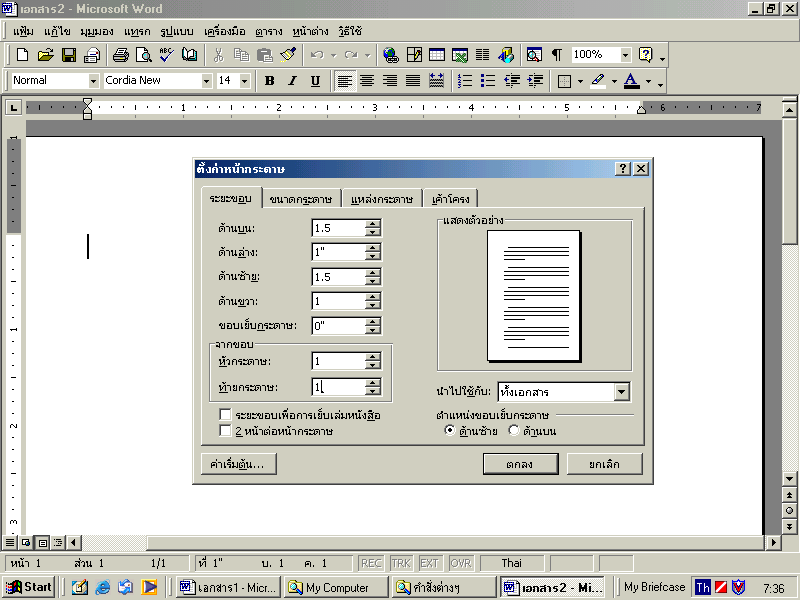 เอกสาร2 - Microsoft Word
แฟ้ม แก้ไข มุมมอง แทรก รูปแบบ เครื่องมือ ตาราง หน้าต่าง วิธีใช้
100%
Normal Cordia New 14 B I U
1 2 3 4 5 6 7
ตั้งค่าหน้ากระดาษ
ระยะขอบ ขนาดกระดาษ แหล่งกระดาษ เค้าโครง
ด้านบน: 1.5
ด้านล่าง: 1"
ด้านซ้าย: 1.5
ด้านขวา: 1
ขอบเย็บกระดาษ: 0"
จากขอบ
หัวกระดาษ: 1
ท้ายกระดาษ: 1
ระยะขอบเพื่อการเย็บเล่มหนังสือ
2 หน้าต่อหน้ากระดาษ
แสดงตัวอย่าง
นำไปใช้กับ: ทั้งเอกสาร
ตำแหน่งขอบเย็บกระดาษ
ด้านซ้าย ด้านบน
ค่าเริ่มต้น... ตกลง ยกเลิก
1
1
2
3
หน้า 1 ส่วน 1 1/1 ที่ 1" บ. 1 ค. 1 REC TRK EXT OVR Thai
Start เอกสาร1 - Micr... My Computer คำสั่งต่างๆ เอกสาร2 - Mi... My Briefcase Th 7:36